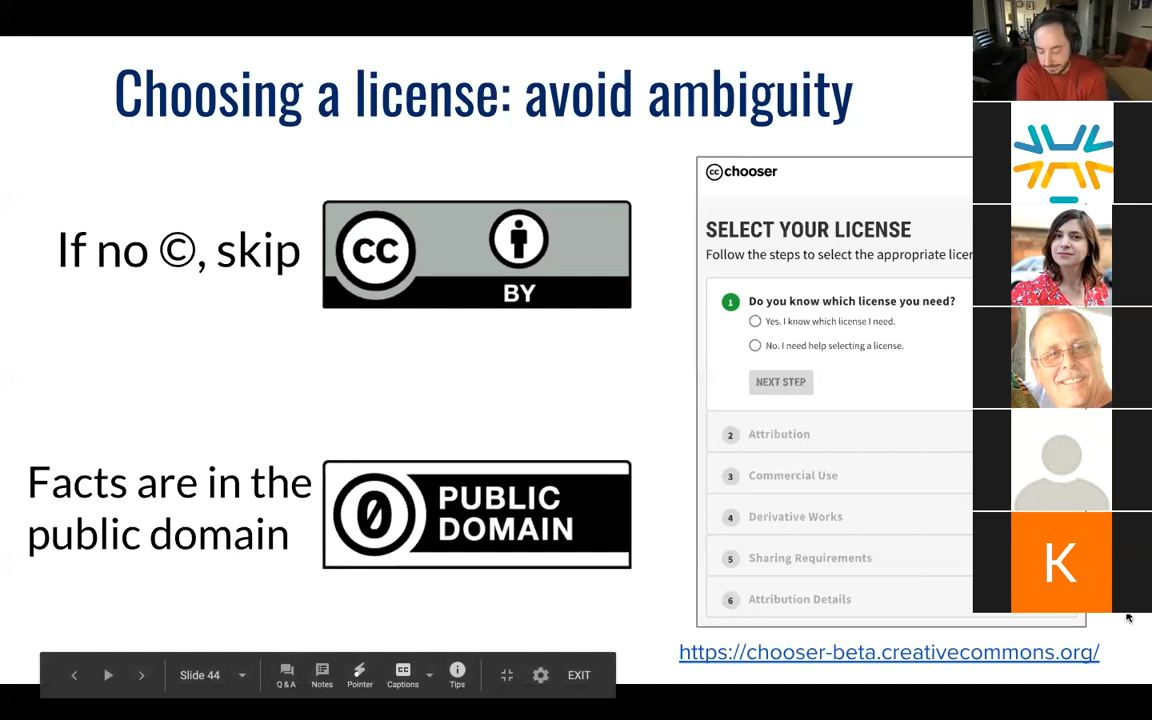 Choosing a license: avoid ambiguity
If no ©, skip
cc
BY
Facts are in the
public domain
0
PUBLIC
DOMAIN
cc chooser
SELECT YOUR LICENSE
Follow the steps to select the appropriate licen
1 Do you know which license you need?
Yes. I know which license I need.
No. I need help selecting a license.
NEXT STEP
2 Attribution
3 Commercial Use
4 Derivative Works
5 Sharing Requirements
6 Attribution Details
https://chooser-beta.creativecommons.org/
K
Slide 44
Q & A
Notes
Pointer
CC
Captions
Tips
EXIT